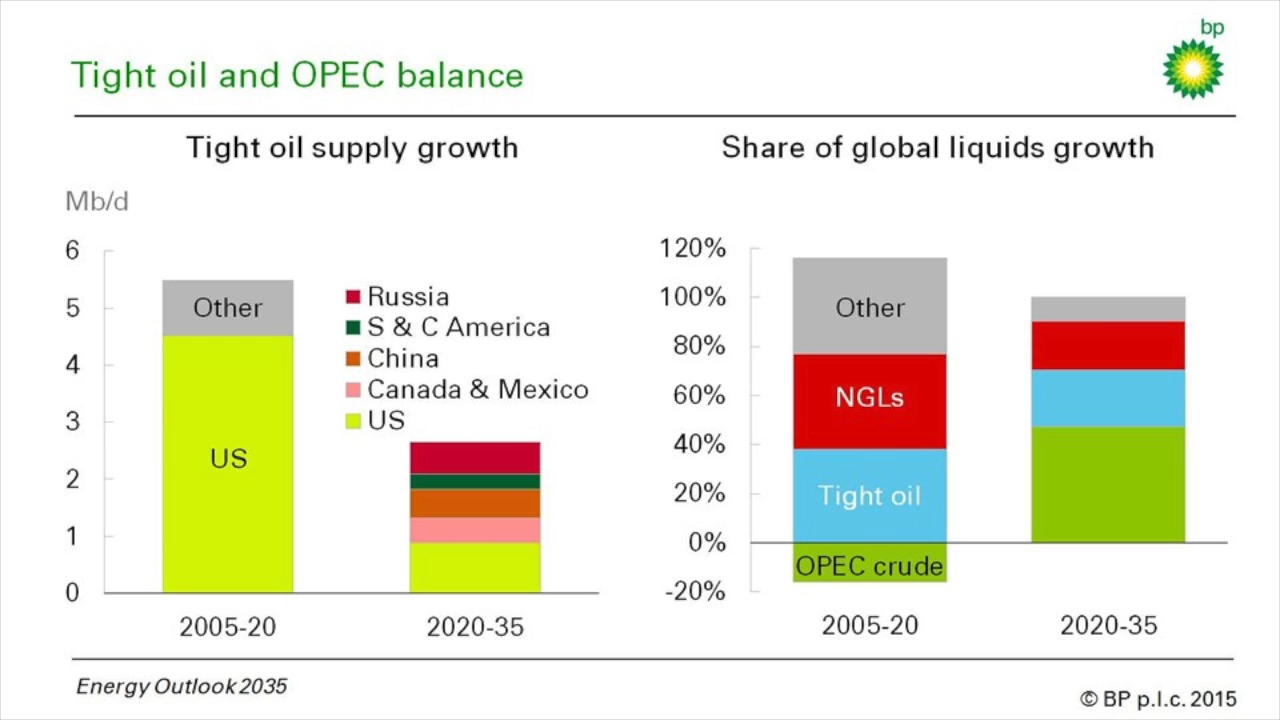 bp
Tight oil and OPEC balance
Tight oil supply growth
Mb/d
6
5
4
3
2
1
0
Other
US
Russia
S & C America
China
Canada & Mexico
US
2005-20
2020-35
Share of global liquids growth
120%
100%
80%
60%
40%
20%
0%
-20%
Other
NGLs
Tight oil
OPEC crude
2005-20
2020-35
Energy Outlook 2035
© BP p.l.c. 2015